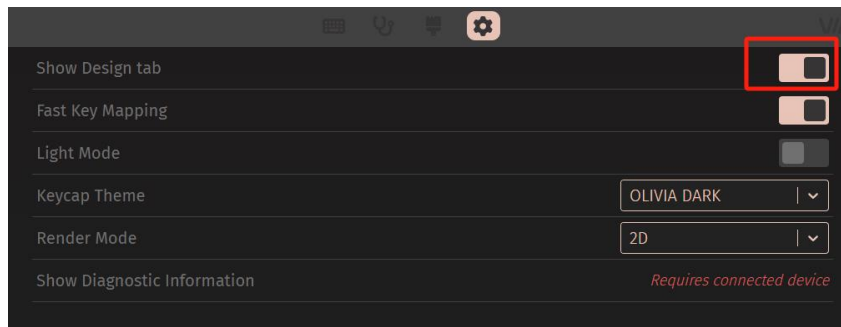 Show Design tab
Fast Key Mapping
Light Mode
Keycap Theme OLIVIA DARK
Render Mode 2D
Show Diagnostic Information Requires connected device